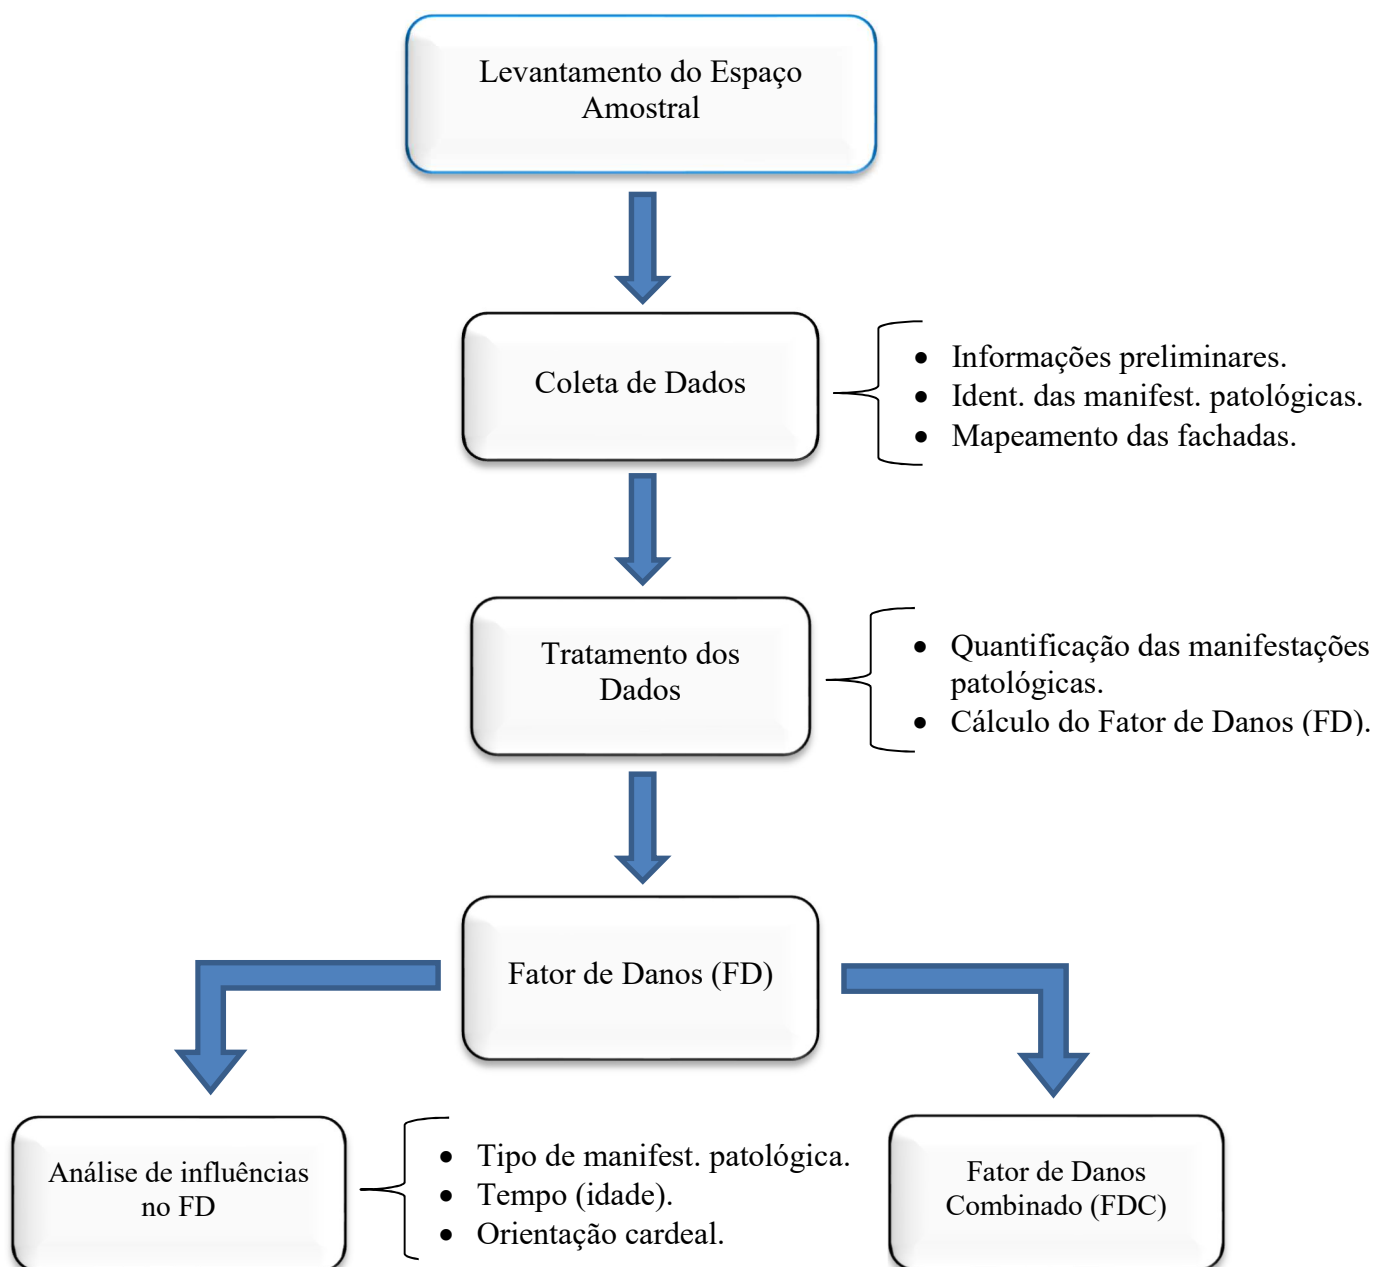 Levantamento do Espaço
Amostral
Coleta de Dados
• Informações preliminares.
• Ident. das manifest. patológicas.
• Mapeamento das fachadas.
Tratamento dos
Dados
• Quantificação das manifestações
patológicas.
• Cálculo do Fator de Danos (FD).
Fator de Danos (FD)
Análise de influências
no FD
• Tipo de manifest. patológica.
• Tempo (idade).
• Orientação cardeal.
Fator de Danos
Combinado (FDC)